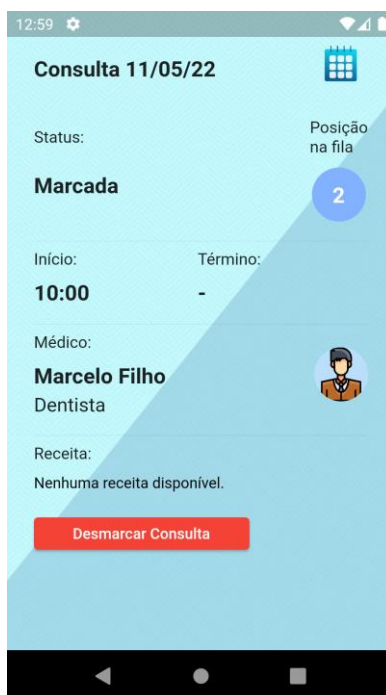 12:59
Consulta 11/05/22
Status:
Posição
na fila
Marcada
2
Início:
Término:
10:00
-
Médico:
Marcelo Filho
Dentista
Receita:
Nenhuma receita disponível.
Desmarcar Consulta